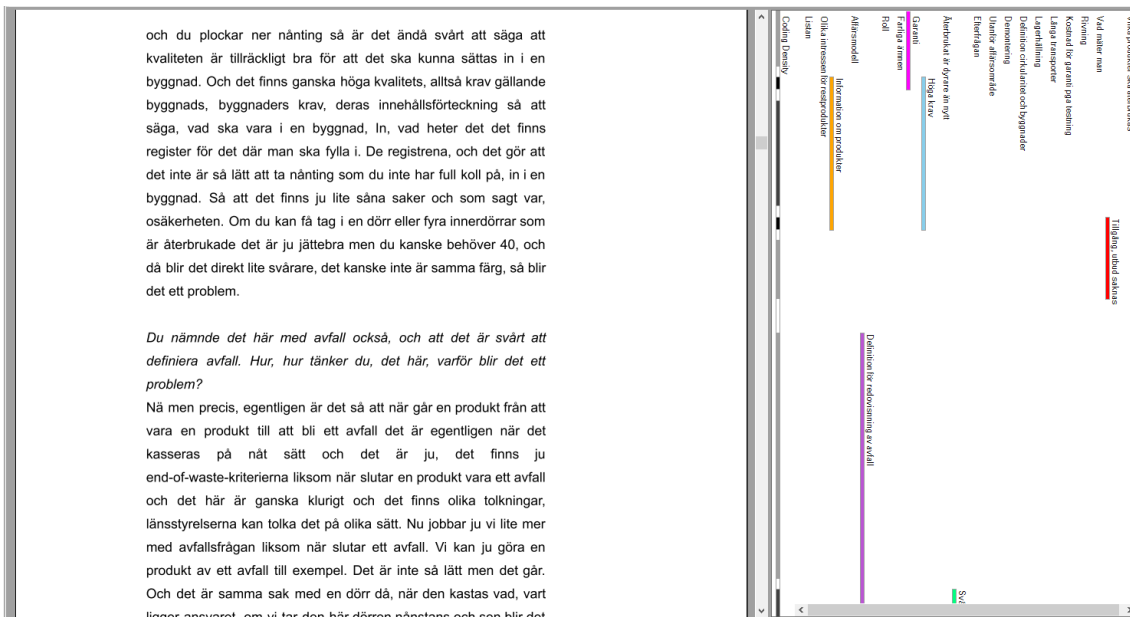 och du plockar ner nånting så är det ändå svårt att säga att
kvaliteten är tillräckligt bra för att det ska kunna sättas in i en
byggnad. Och det finns ganska höga kvalitets, alltså krav gällande
byggnads, byggnaders krav, deras innehållsförteckning så att
säga, vad ska vara i en byggnad, In, vad heter det det finns
register för det där man ska fylla i. De registrena, och det gör att
det inte är så lätt att ta nånting som du inte har full koll på, in i en
byggnad. Så att det finns ju lite såna saker och som sagt var,
osäkerheten. Om du kan få tag i en dörr eller fyra innerdörrar som
är återbrukade det är ju jättebra men du kanske behöver 40, och
då blir det direkt lite svårare, det kanske inte är samma färg, så blir
det ett problem.
Du nämnde det här med avfall också, och att det är svårt att
definiera avfall. Hur, hur tänker du, det här, varför blir det ett
problem?
Nä men precis, egentligen är det så att när går en produkt från att
vara en produkt till att bli ett avfall det är egentligen när det
kasseras på nåt sätt och det är ju, det finns ju
end-of-waste-kriterierna liksom när slutar en produkt vara ett avfall
och det här är ganska klurigt och det finns olika tolkningar,
länsstyrelserna kan tolka det på olika sätt. Nu jobbar ju vi lite mer
med avfallsfrågan liksom när slutar ett avfall. Vi kan ju göra en
produkt av ett avfall till exempel. Det är inte så lätt men det går.
Och det är samma sak med en dörr då, när den kastas vad, vart
ligger ansvaret, om vi tar den här dörren nånstans och sen blir det
Coding Density
Listan
Olika intressen för restprodukter
Information om produkter
Affärsmodell
Definition för redovisnning av avfall
Roll
Farliga ämnen
Garanti
Höga krav
Återbrukat är dyrare än nytt
Svå
Efterfrågan
Utanför affärsområde
Demontering
Definition cirkularitet och byggnader
Lagerhållning
Långa transporter
Kostnad för garanti pga testning
Rivning
Vad mäter man
Tillgång, utbud saknas